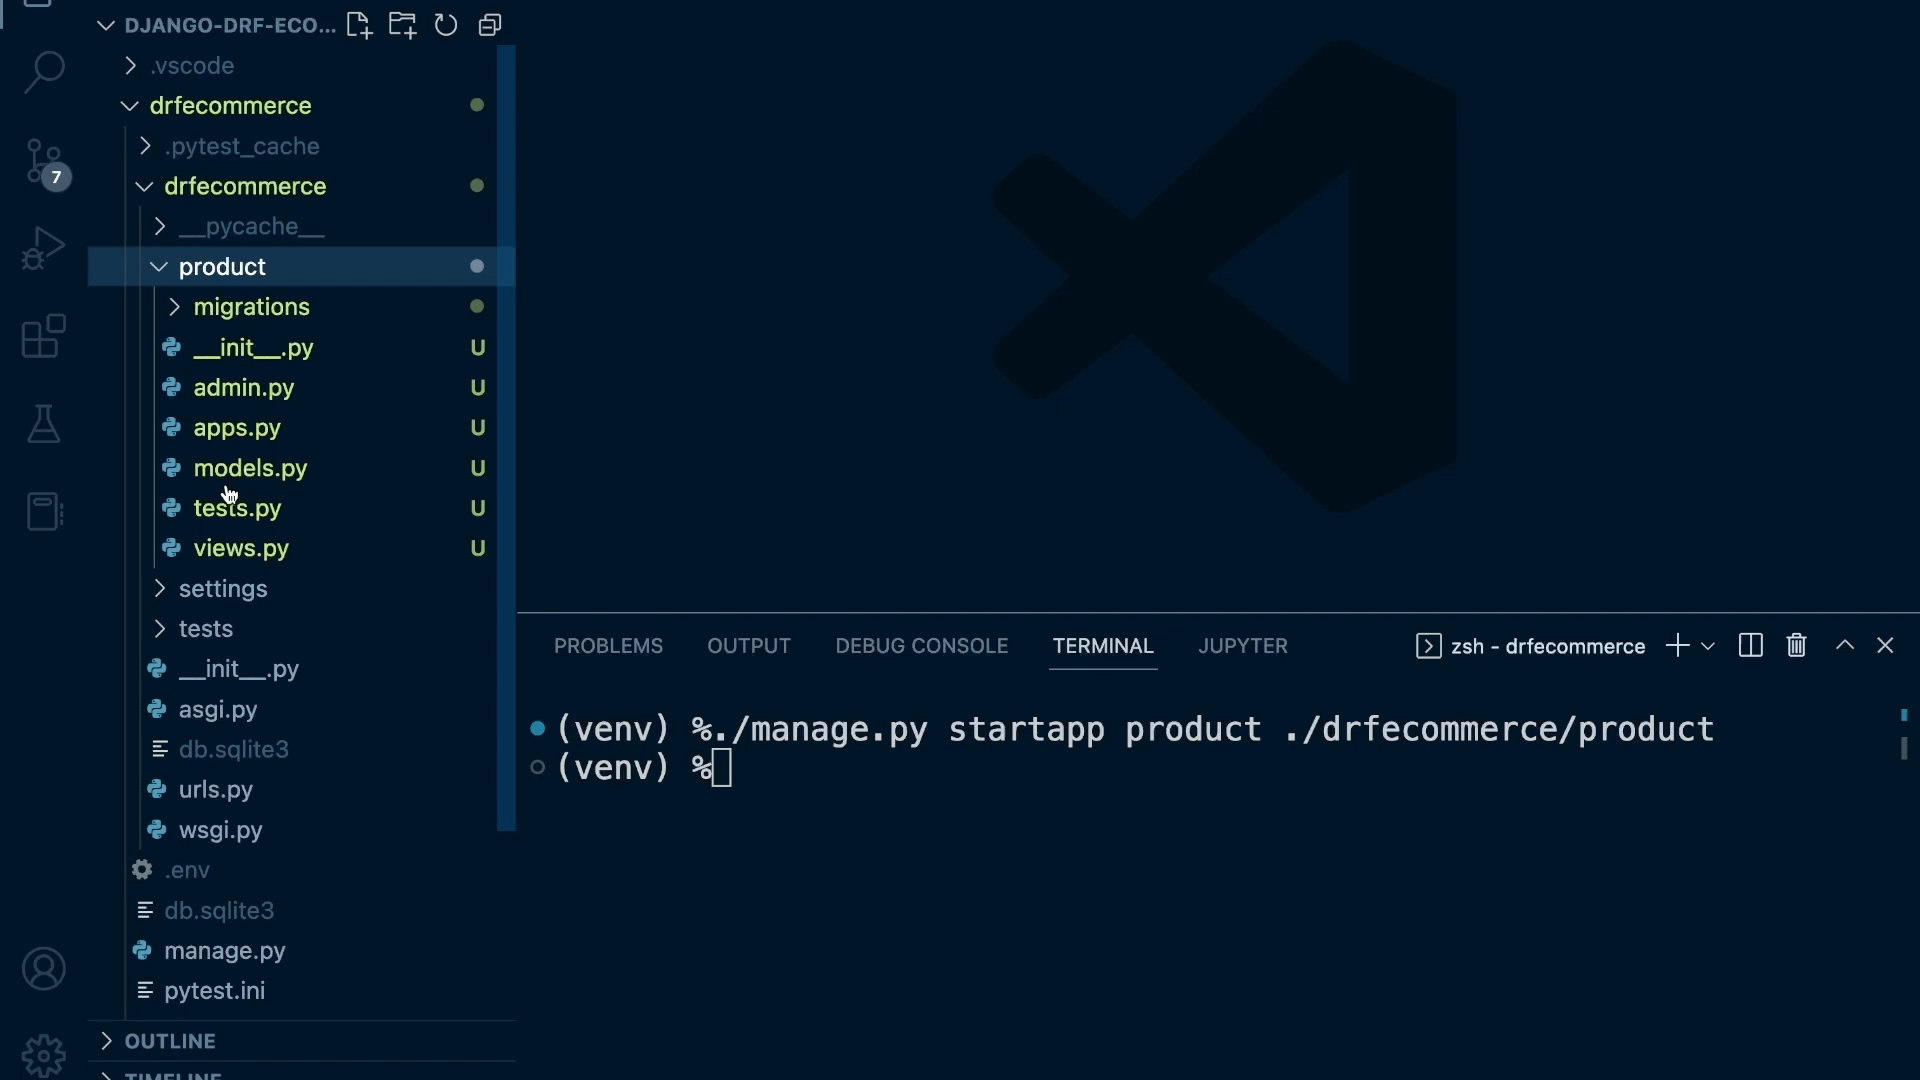 DJANGO-DRF-ECO...
.vscode
drfecommerce
.pytest_cache
drfecommerce
__pycache__
product
migrations
__init__.py U
admin.py U
apps.py U
models.py U
tests.py U
views.py U
settings
tests
__init__.py
asgi.py
db.sqlite3
urls.py
wsgi.py
.env
db.sqlite3
manage.py
pytest.ini
OUTLINE
TIMELINE
7
PROBLEMS OUTPUT DEBUG CONSOLE TERMINAL JUPYTER zsh - drfecommerce
(venv) %./manage.py startapp product ./drfecommerce/product
(venv) %